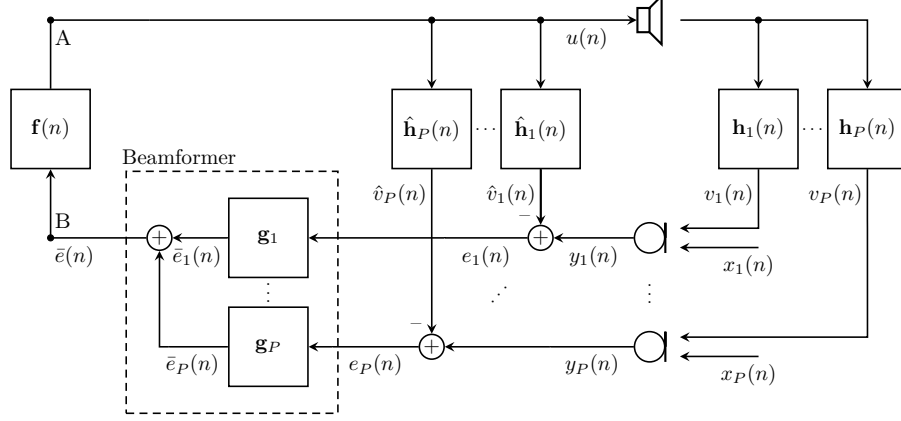 A
u(n)
f(n)
ĥ_P(n) ··· ĥ_1(n)
h_1(n) ··· h_P(n)
Beamformer
v̂_P(n)
v̂_1(n)
v_1(n)
v_P(n)
B
−
+
g_1
+
ē(n)
ē_1(n)
e_1(n)
y_1(n)
x_1(n)
−
g_P
+
ē_P(n)
e_P(n)
y_P(n)
x_P(n)